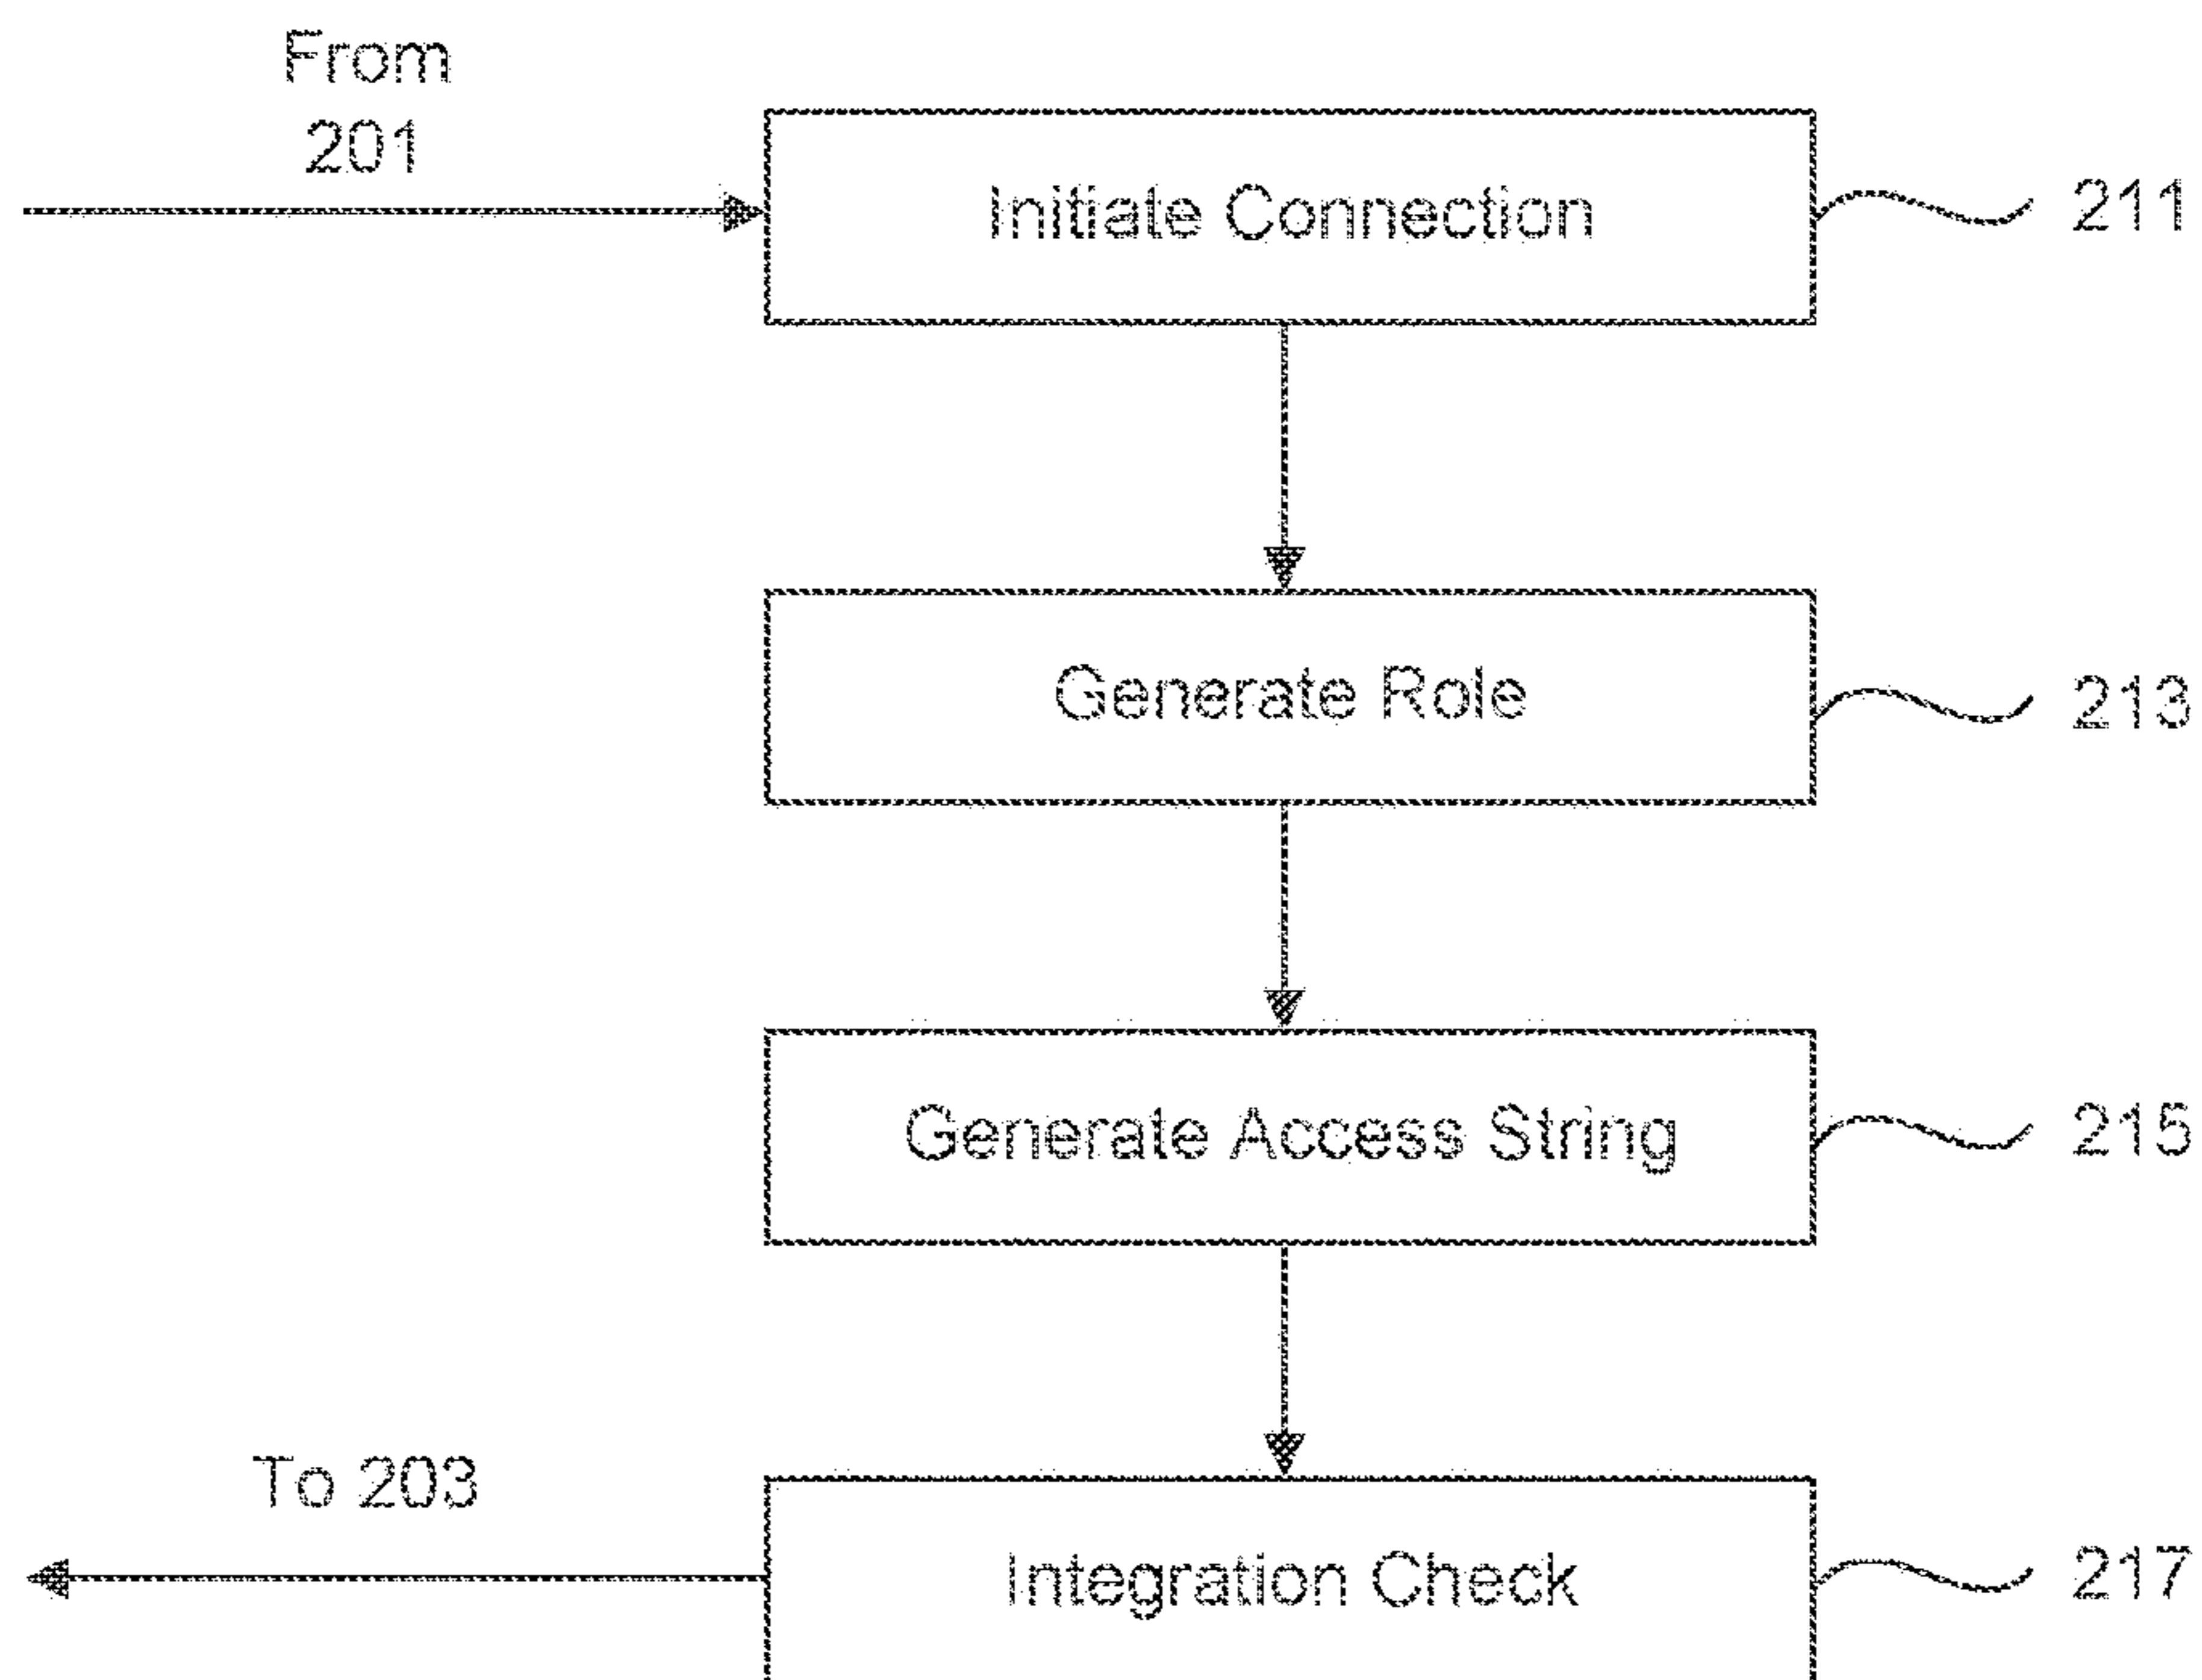 From
201
Initiate Connection
211
Generate Role
213
Generate Access String
215
To 203
Integration Check
217